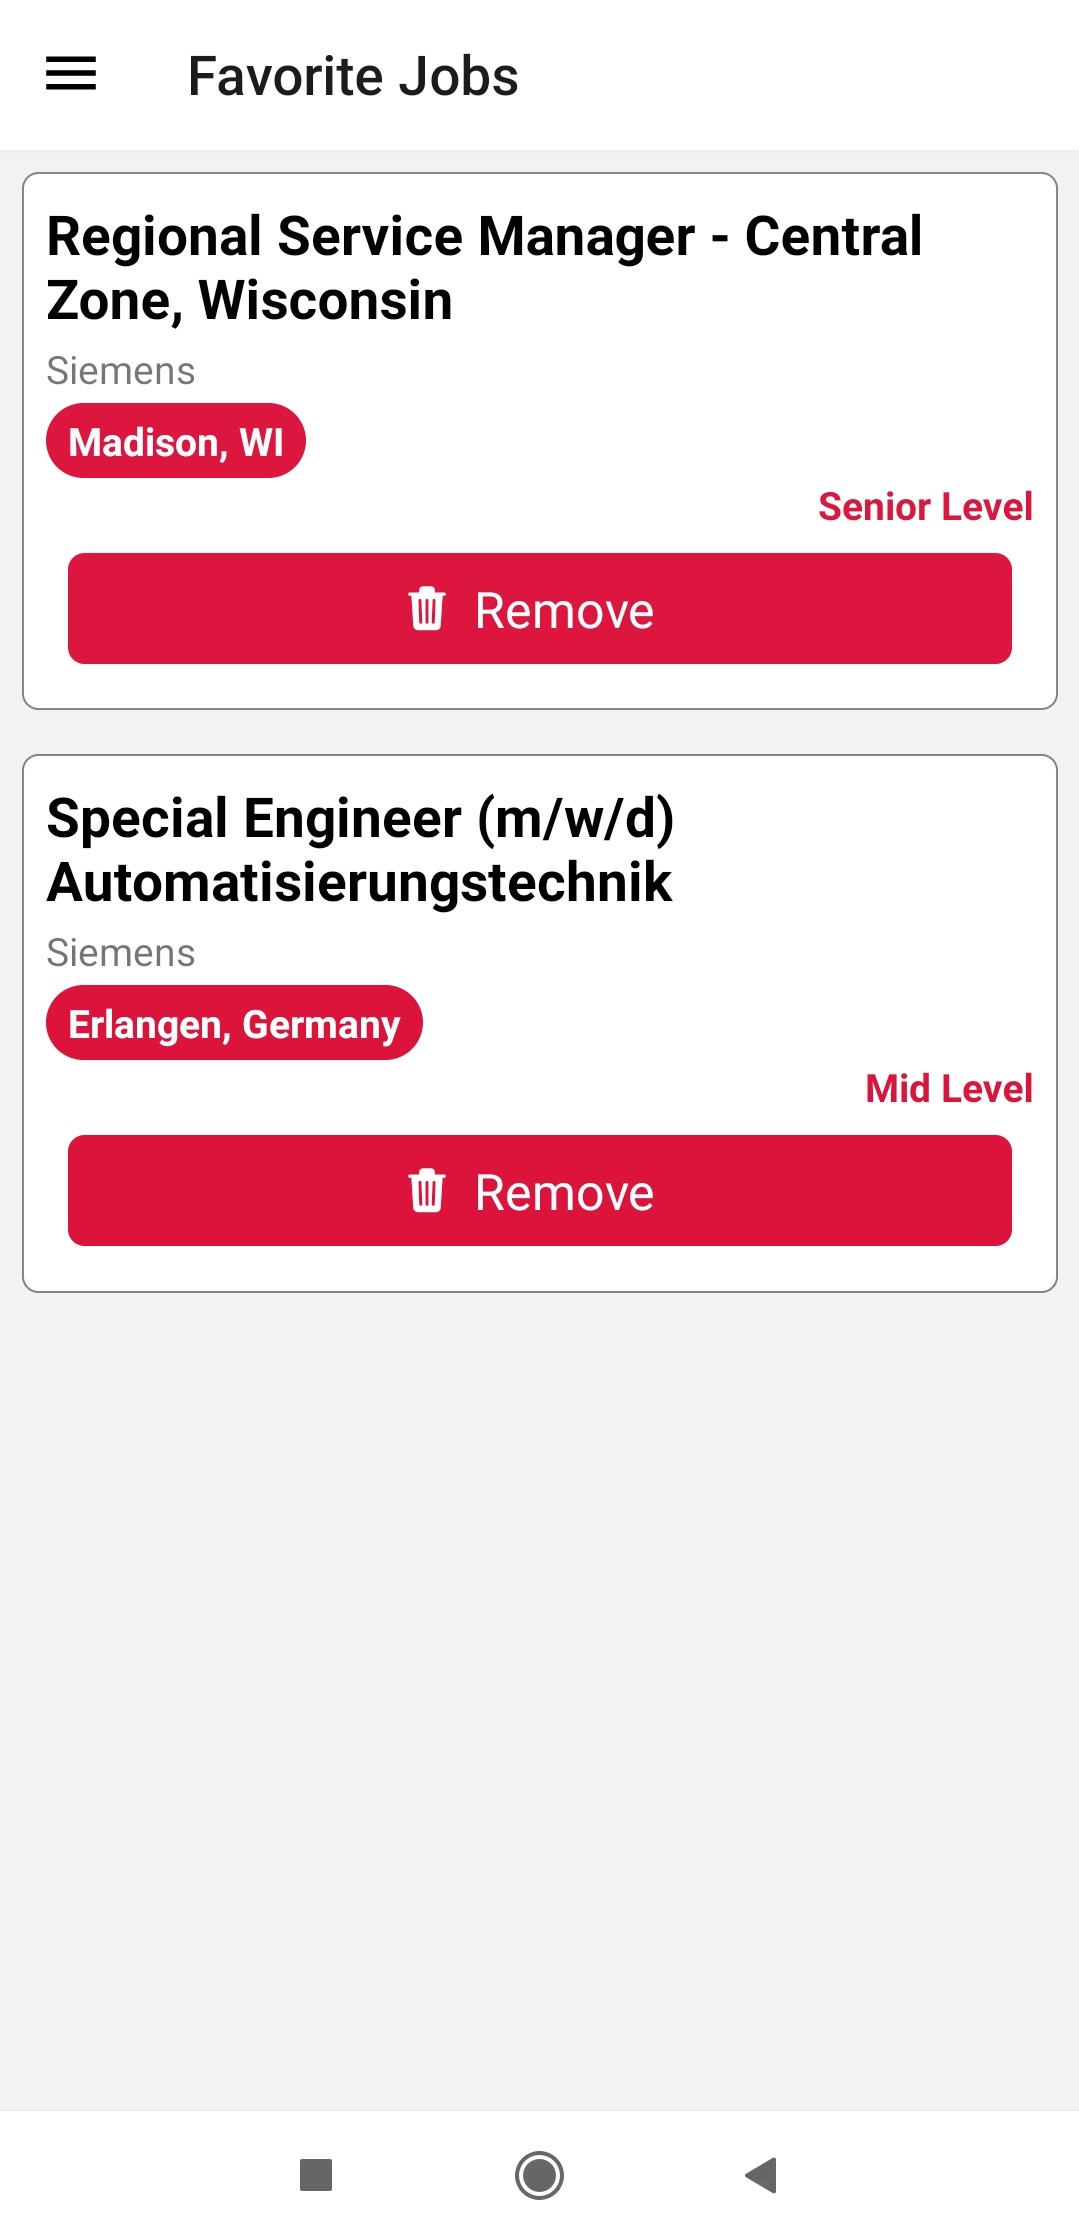 Favorite Jobs
Regional Service Manager - Central
Zone, Wisconsin
Siemens
Madison, WI
Senior Level
Remove
Special Engineer (m/w/d)
Automatisierungstechnik
Siemens
Erlangen, Germany
Mid Level
Remove